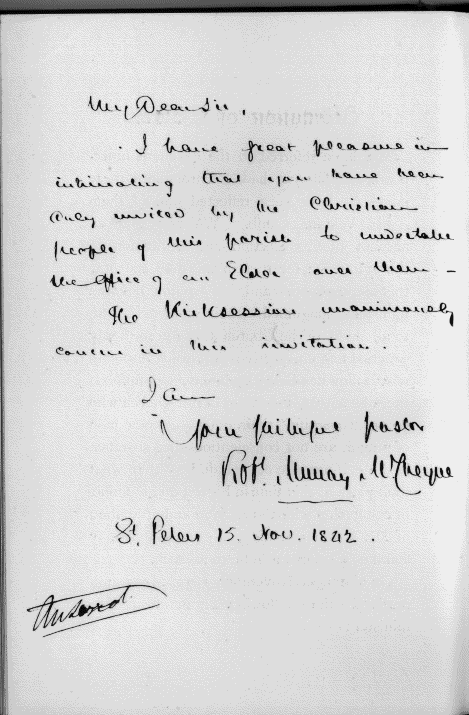 My Dear Sir,
I have great pleasure in
intimating that you have been
duly invited by the Christian
people of this parish to undertake
the office of an Elder over them -
The Kirksession unanimously
concur in this invitation.
I am
Your faithful pastor
Robt. Murray McCheyne
St. Peters 15. Nov. 1842.
Answered.